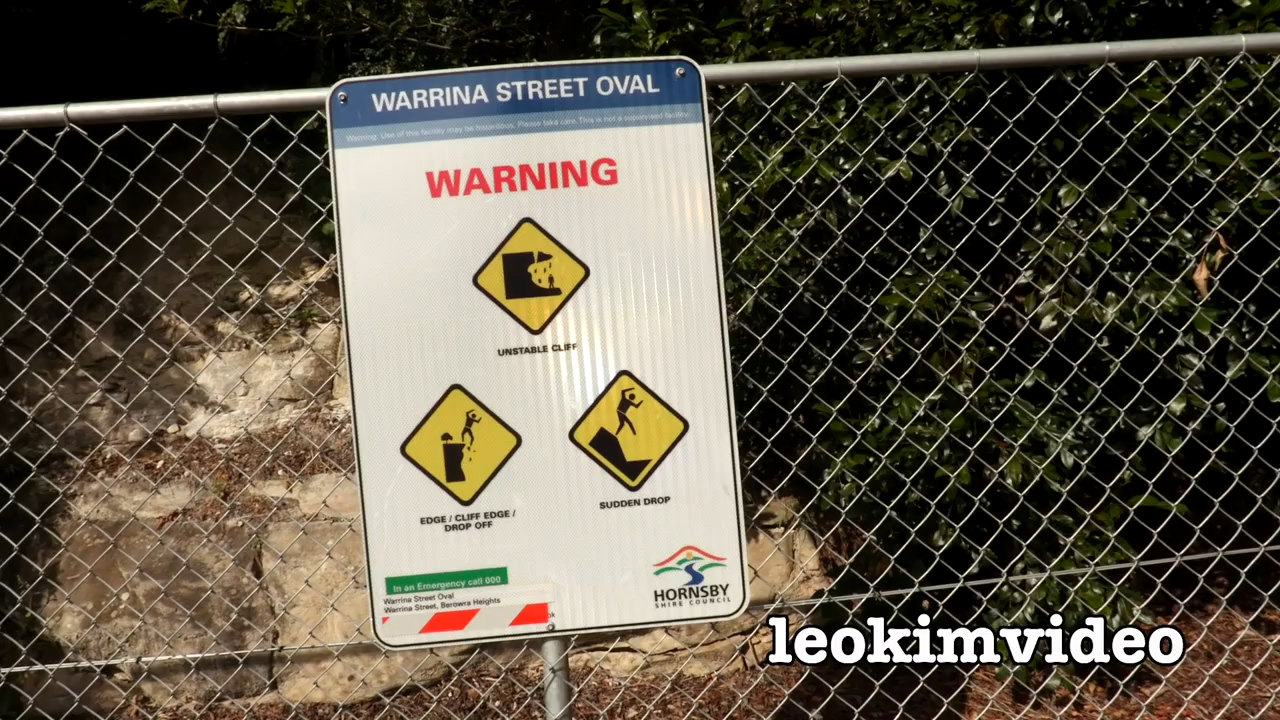 WARRINA STREET OVAL
Warning: Use of this facility may be hazardous. Please take care. This is not a supervised facility.
WARNING
UNSTABLE CLIFF
EDGE / CLIFF EDGE /
DROP OFF
SUDDEN DROP
In an Emergency call 000
Warrina Street Oval
Warrina Street, Berowra Heights
HORNSBY
SHIRE COUNCIL
leokimvideo